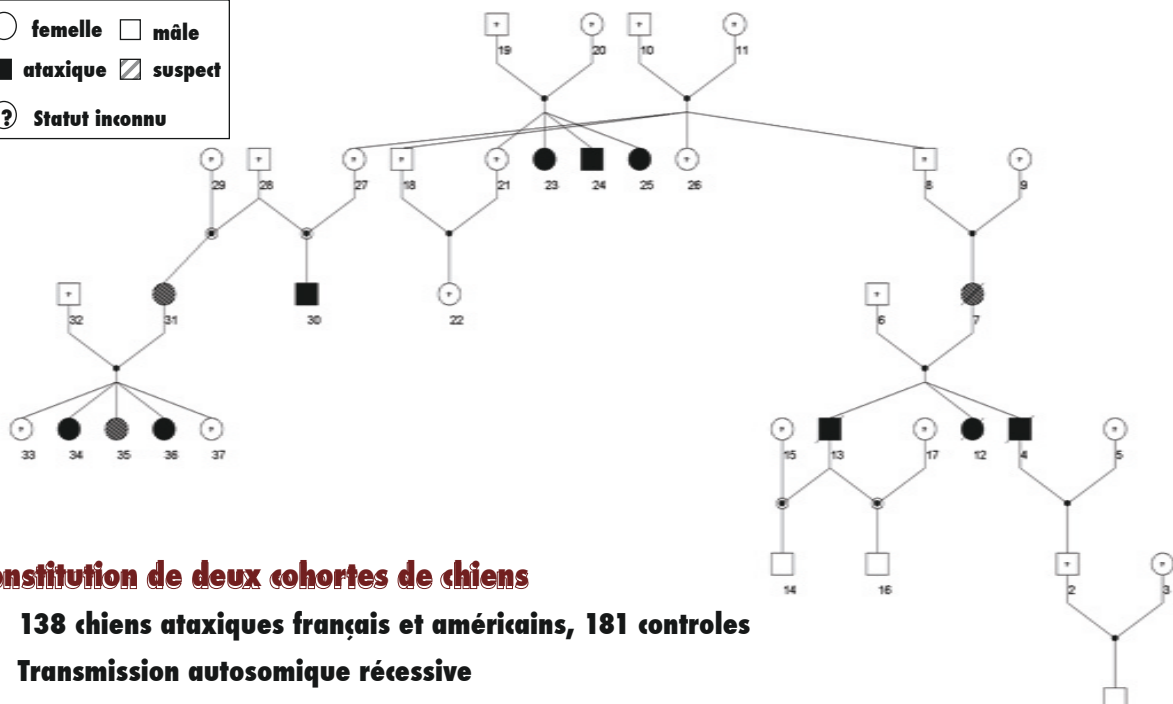 femelle mâle
ataxique suspect
? Statut inconnu
19 20 10 11
29 28 27 18 21 23 24 25 26 8 9
32 31 30 22 6 7
33 34 35 36 37 15 13 17 12 4 5
14 16 2 3
onstitution de deux cohortes de chiens
138 chiens ataxiques français et américains, 181 controles
Transmission autosomique récessive